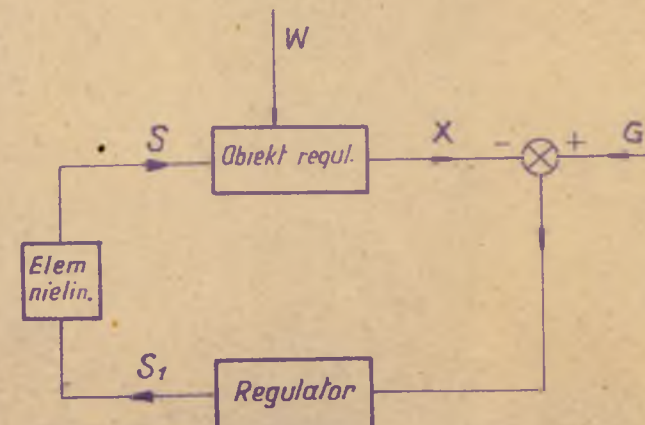 W
S
Obiekt regul.
X
- +
G
Elem
nielin.
S1
Regulator